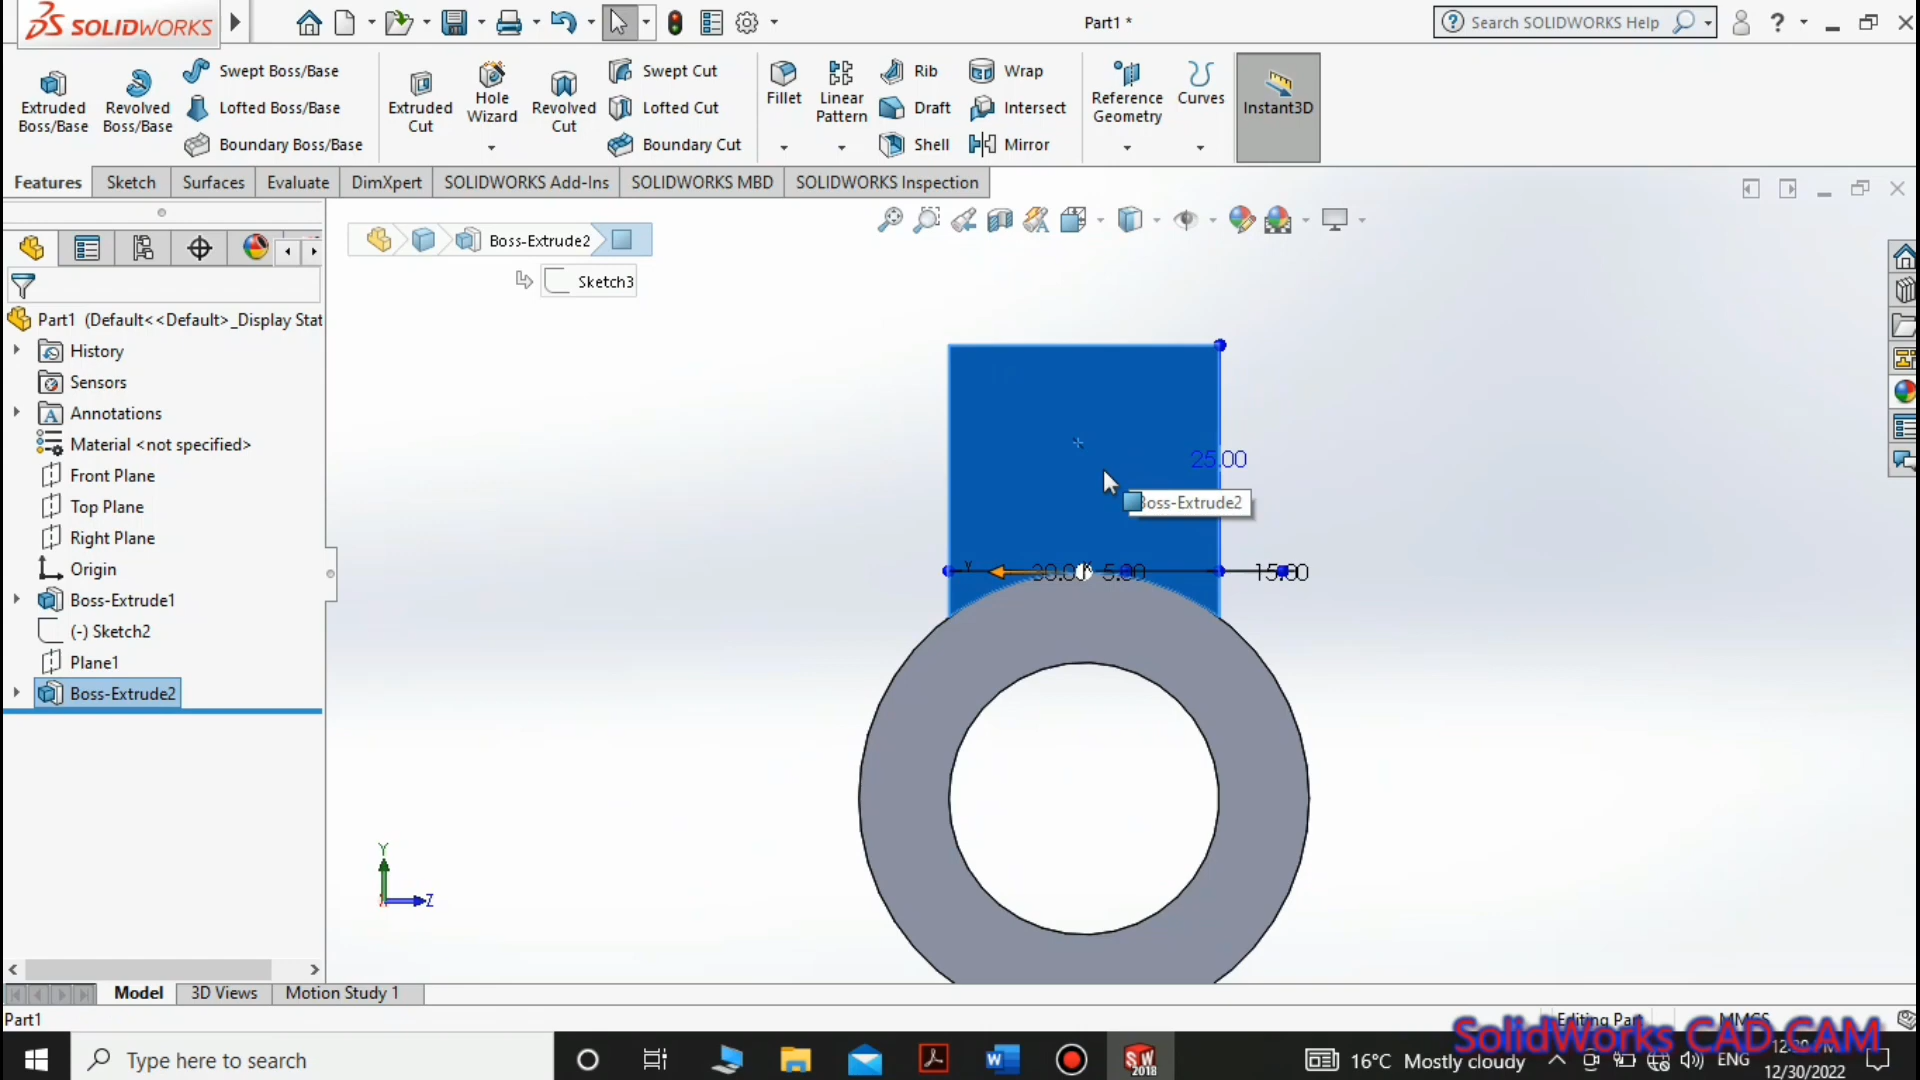 SOLIDWORKS
Part1 *
Search SOLIDWORKS Help
Extruded Boss/Base
Revolved Boss/Base
Swept Boss/Base
Lofted Boss/Base
Boundary Boss/Base
Extruded Cut
Hole Wizard
Revolved Cut
Swept Cut
Lofted Cut
Boundary Cut
Fillet
Linear Pattern
Rib
Draft
Shell
Wrap
Intersect
Mirror
Reference Geometry
Curves
Instant3D
Features
Sketch
Surfaces
Evaluate
DimXpert
SOLIDWORKS Add-Ins
SOLIDWORKS MBD
SOLIDWORKS Inspection
Boss-Extrude2
Sketch3
Part1 (Default<<Default>_Display Stat
History
Sensors
Annotations
Material <not specified>
Front Plane
Top Plane
Right Plane
Origin
Boss-Extrude1
(-) Sketch2
Plane1
Boss-Extrude2
25.00
Boss-Extrude2
30.00
5.00
15.00
Y
Z
Model
3D Views
Motion Study 1
Part1
Editing Part
MMGS
SolidWorks CAD CAM
Type here to search
SW
2018
16°C Mostly cloudy
ENG
12/30/2022